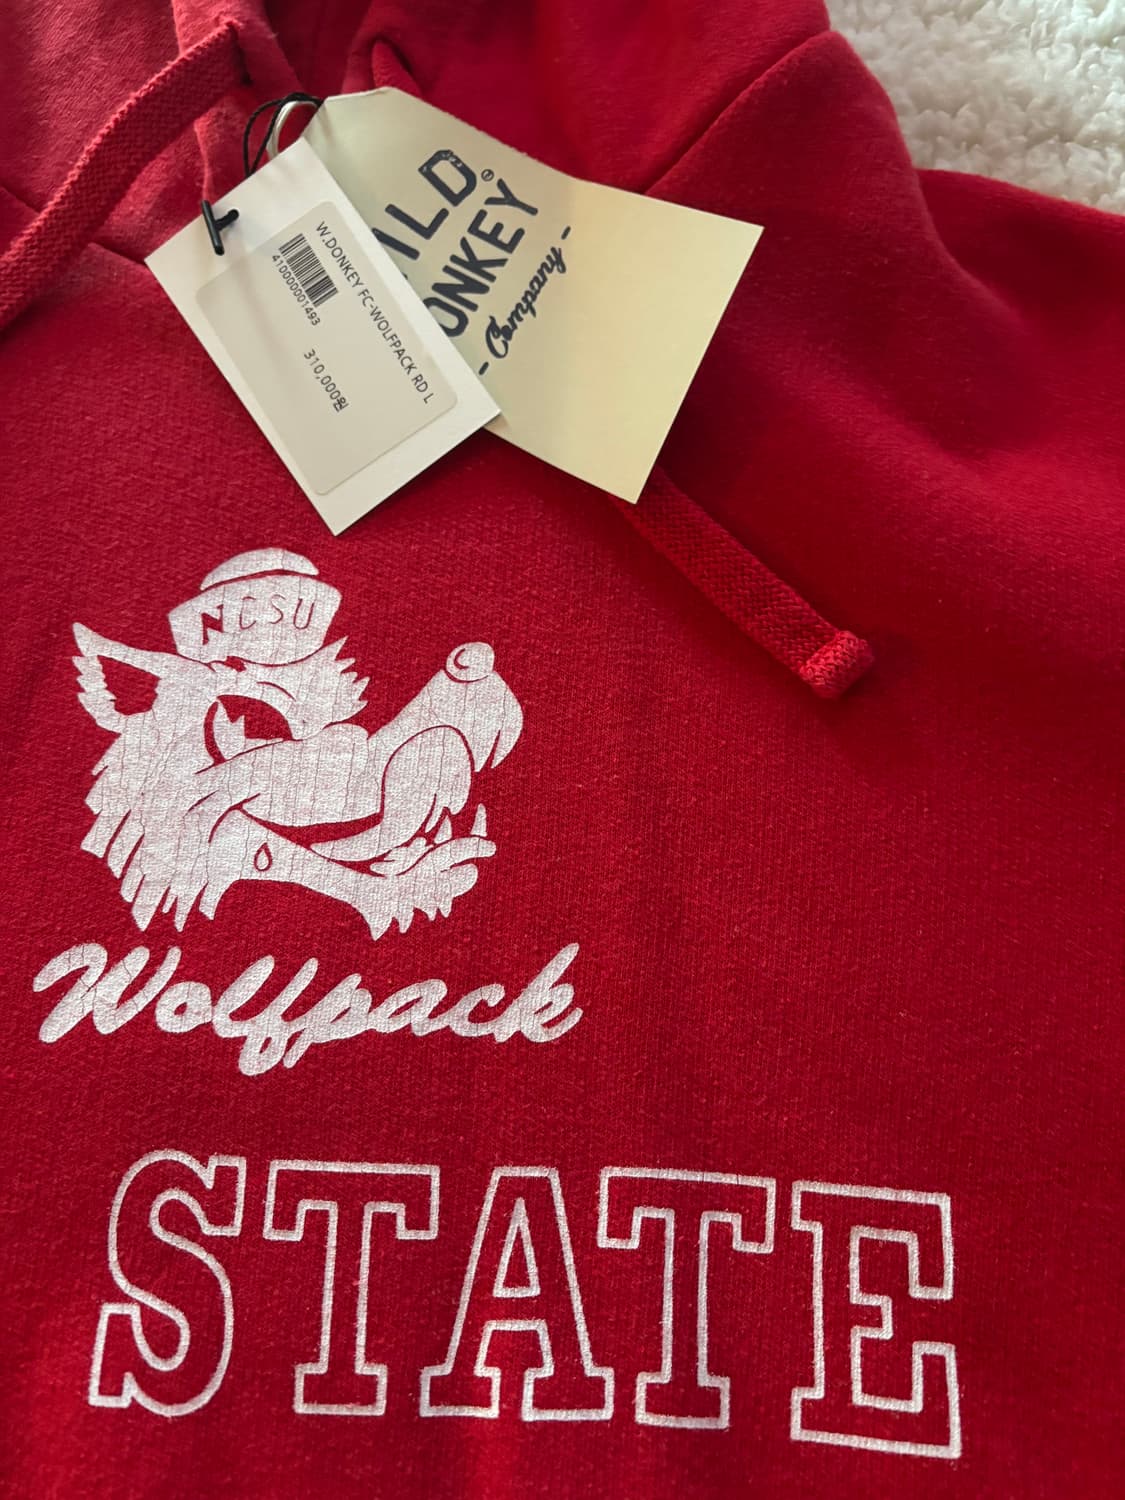 W.DONKEY FC-WOLFPACK RD L
410000001493
310,000원
ILD®
ONKEY
- Company -
NCSU
Wolfpack
STATE